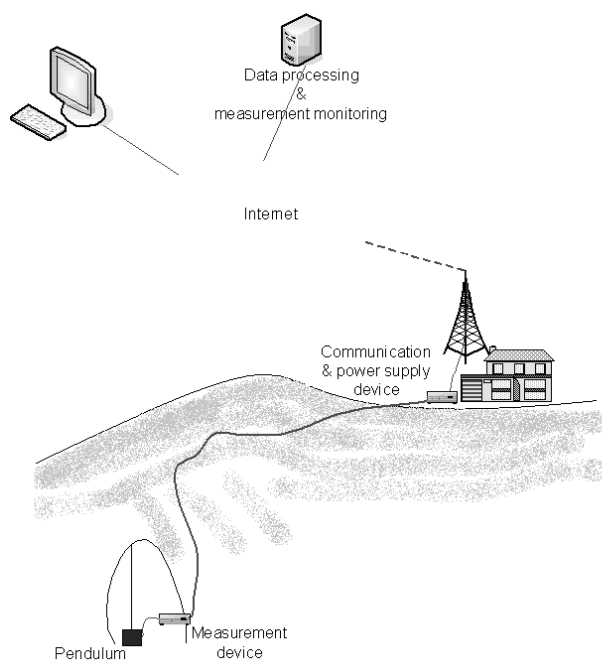 Data processing
&
measurement monitoring
Internet
Communication
& power supply
device
Pendulum
Measurement
device